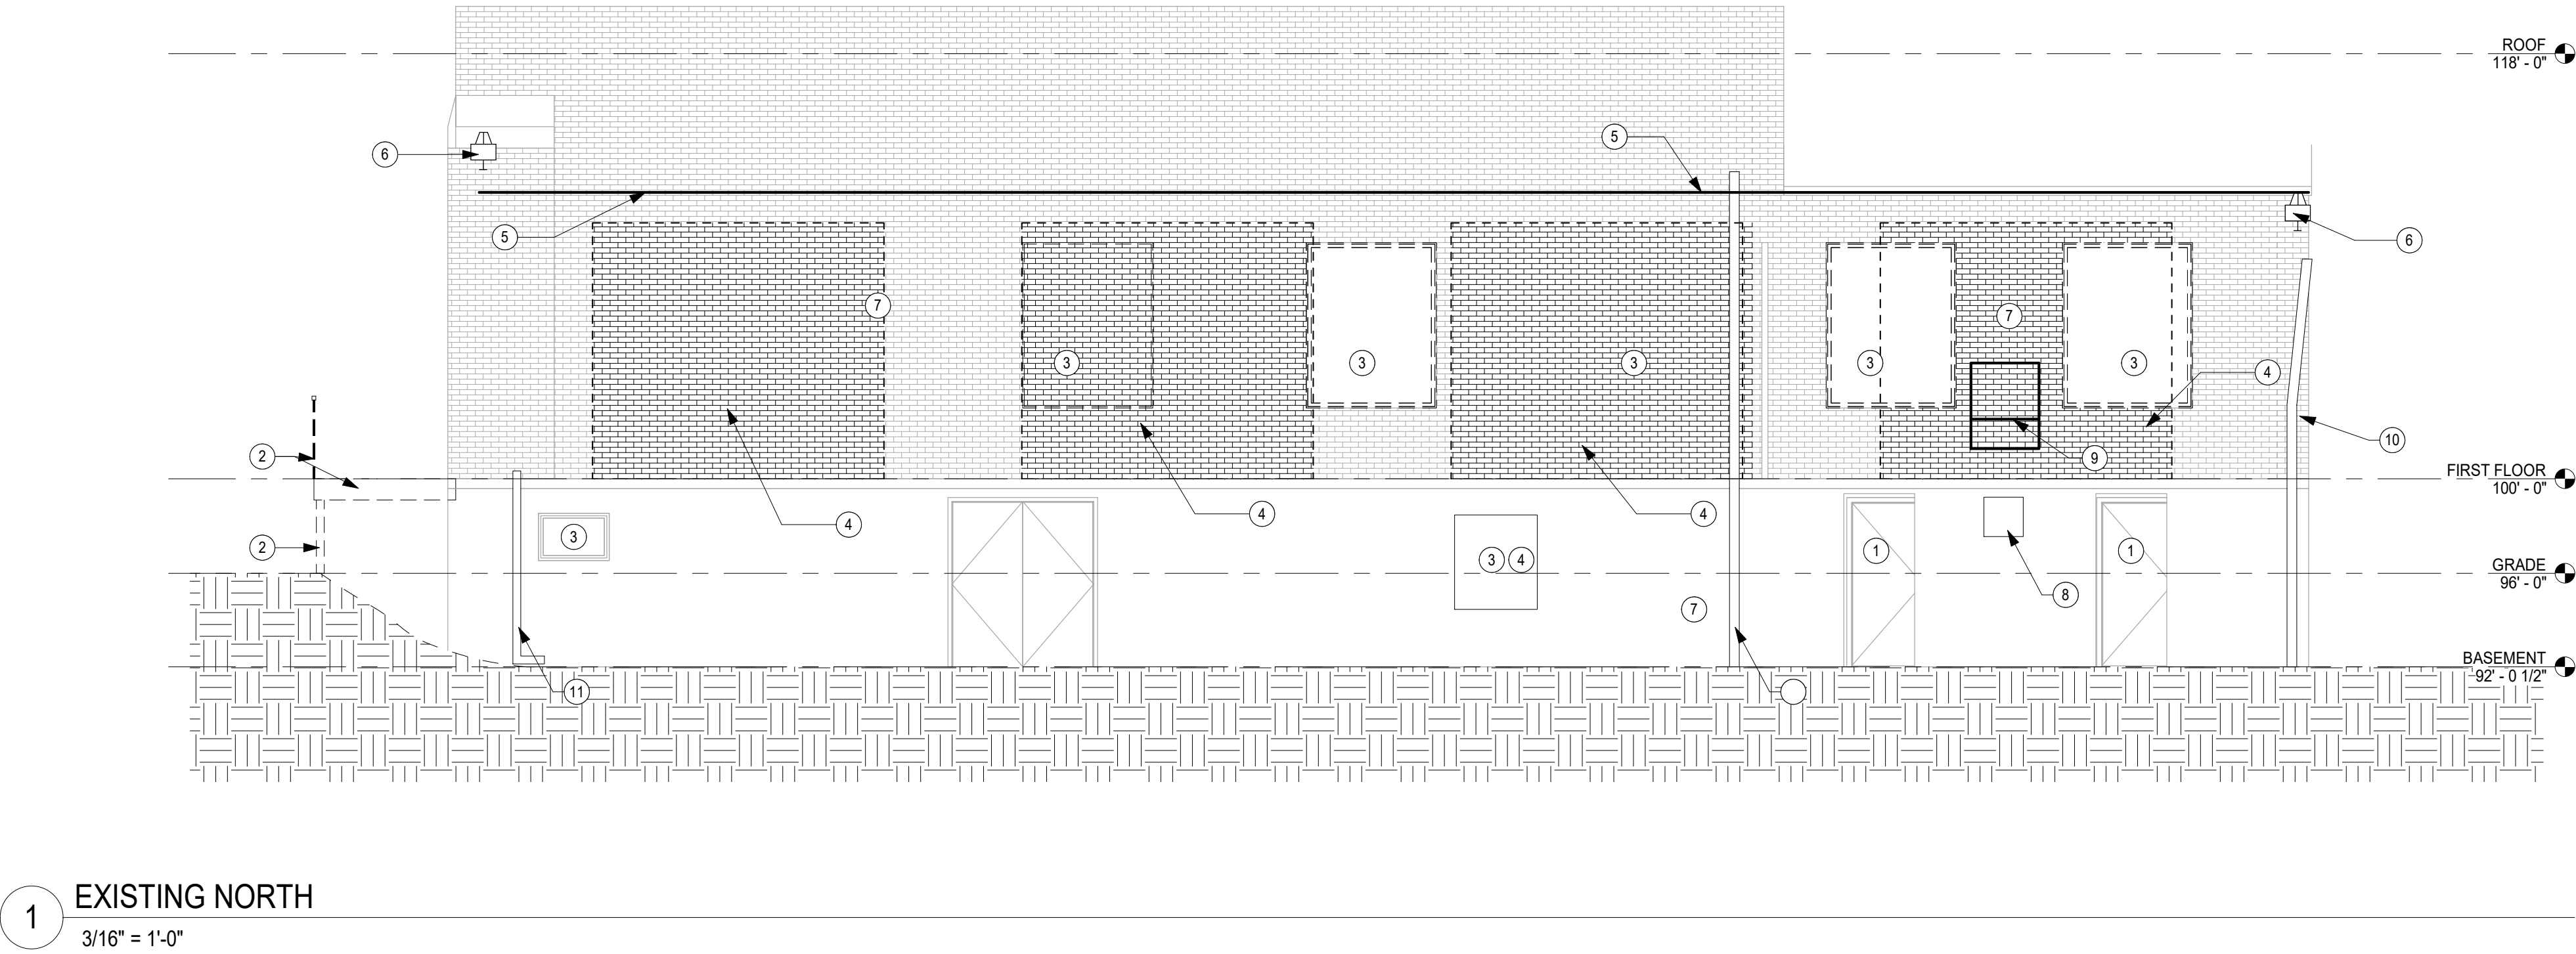 ROOF
118' - 0"
5
6
5
6
7
7
3
3
3
3
3
4
10
2
9
FIRST FLOOR
100' - 0"
4
4
4
3
2
3
4
1
1
GRADE
96' - 0"
8
7
BASEMENT
92' - 0 1/2"
11
1
EXISTING NORTH
3/16" = 1'-0"